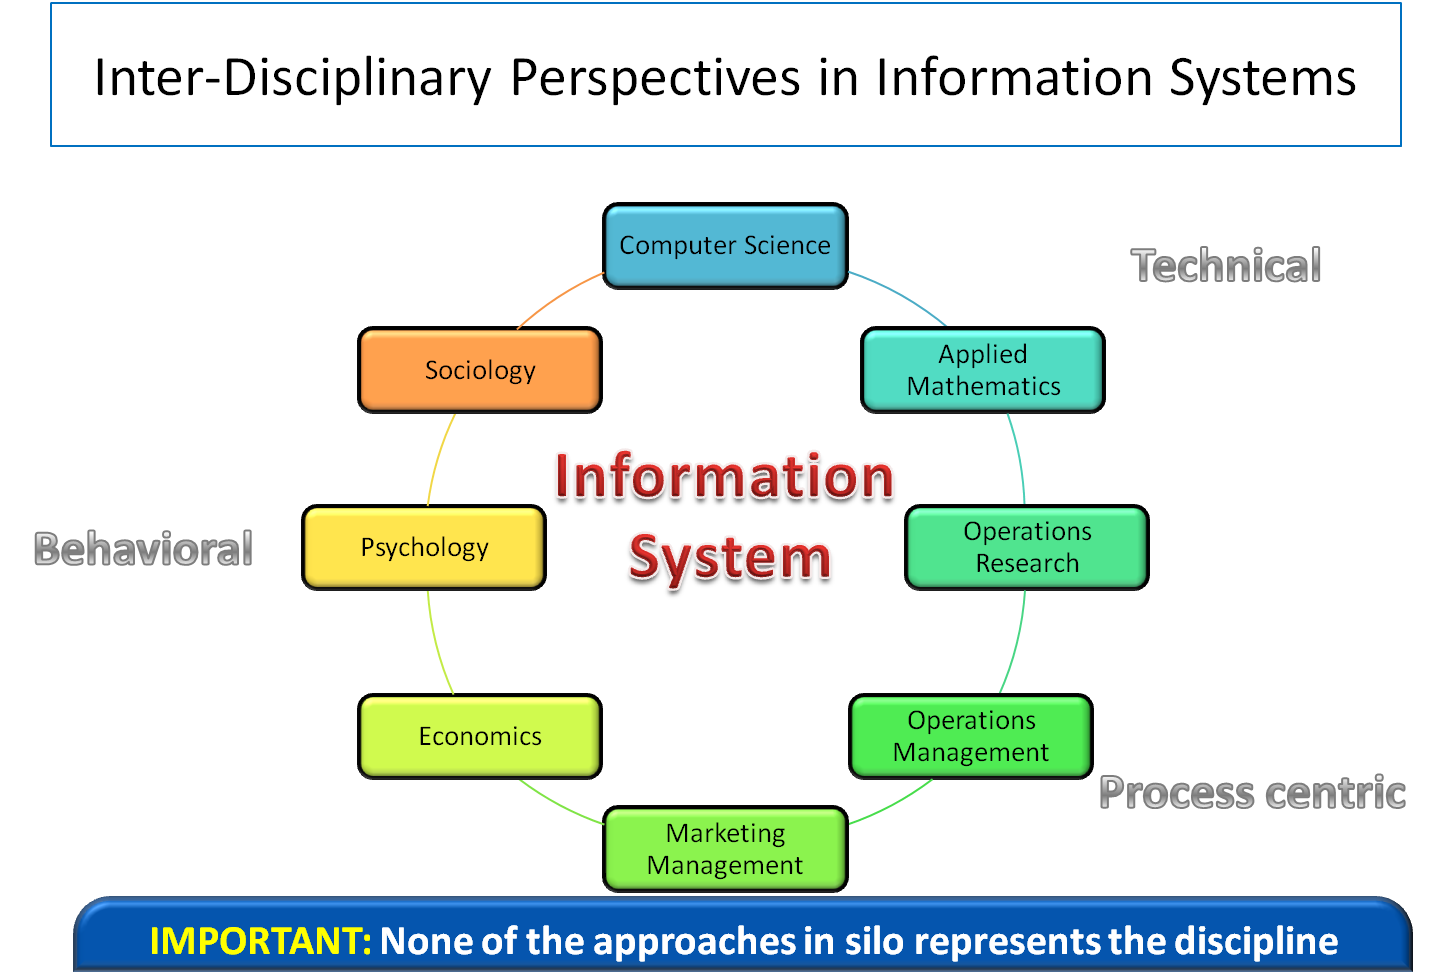 Inter-Disciplinary Perspectives in Information Systems
Computer Science
Technical
Sociology
Applied
Mathematics
Information
System
Behavioral
Psychology
Operations
Research
Economics
Operations
Management
Process centric
Marketing
Management
IMPORTANT: None of the approaches in silo represents the discipline